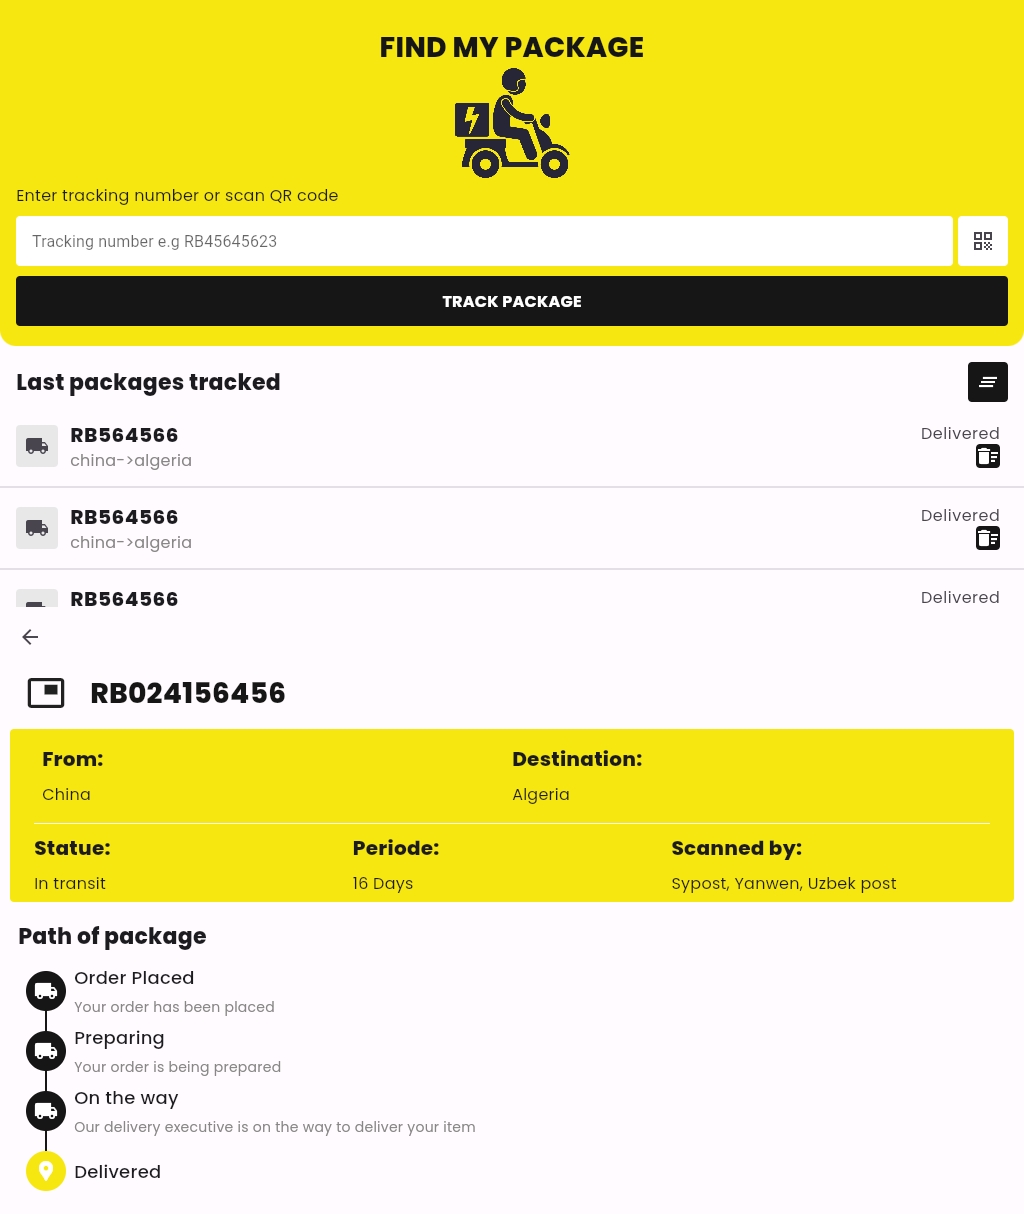 FIND MY PACKAGE
Enter tracking number or scan QR code
Tracking number e.g RB45645623
TRACK PACKAGE
Last packages tracked
RB564566
Delivered
china->algeria
RB564566
Delivered
china->algeria
RB564566
Delivered
RB024156456
From: Destination:
China Algeria
Statue: Periode: Scanned by:
In transit 16 Days Sypost, Yanwen, Uzbek post
Path of package
Order Placed
Your order has been placed
Preparing
Your order is being prepared
On the way
Our delivery executive is on the way to deliver your item
Delivered